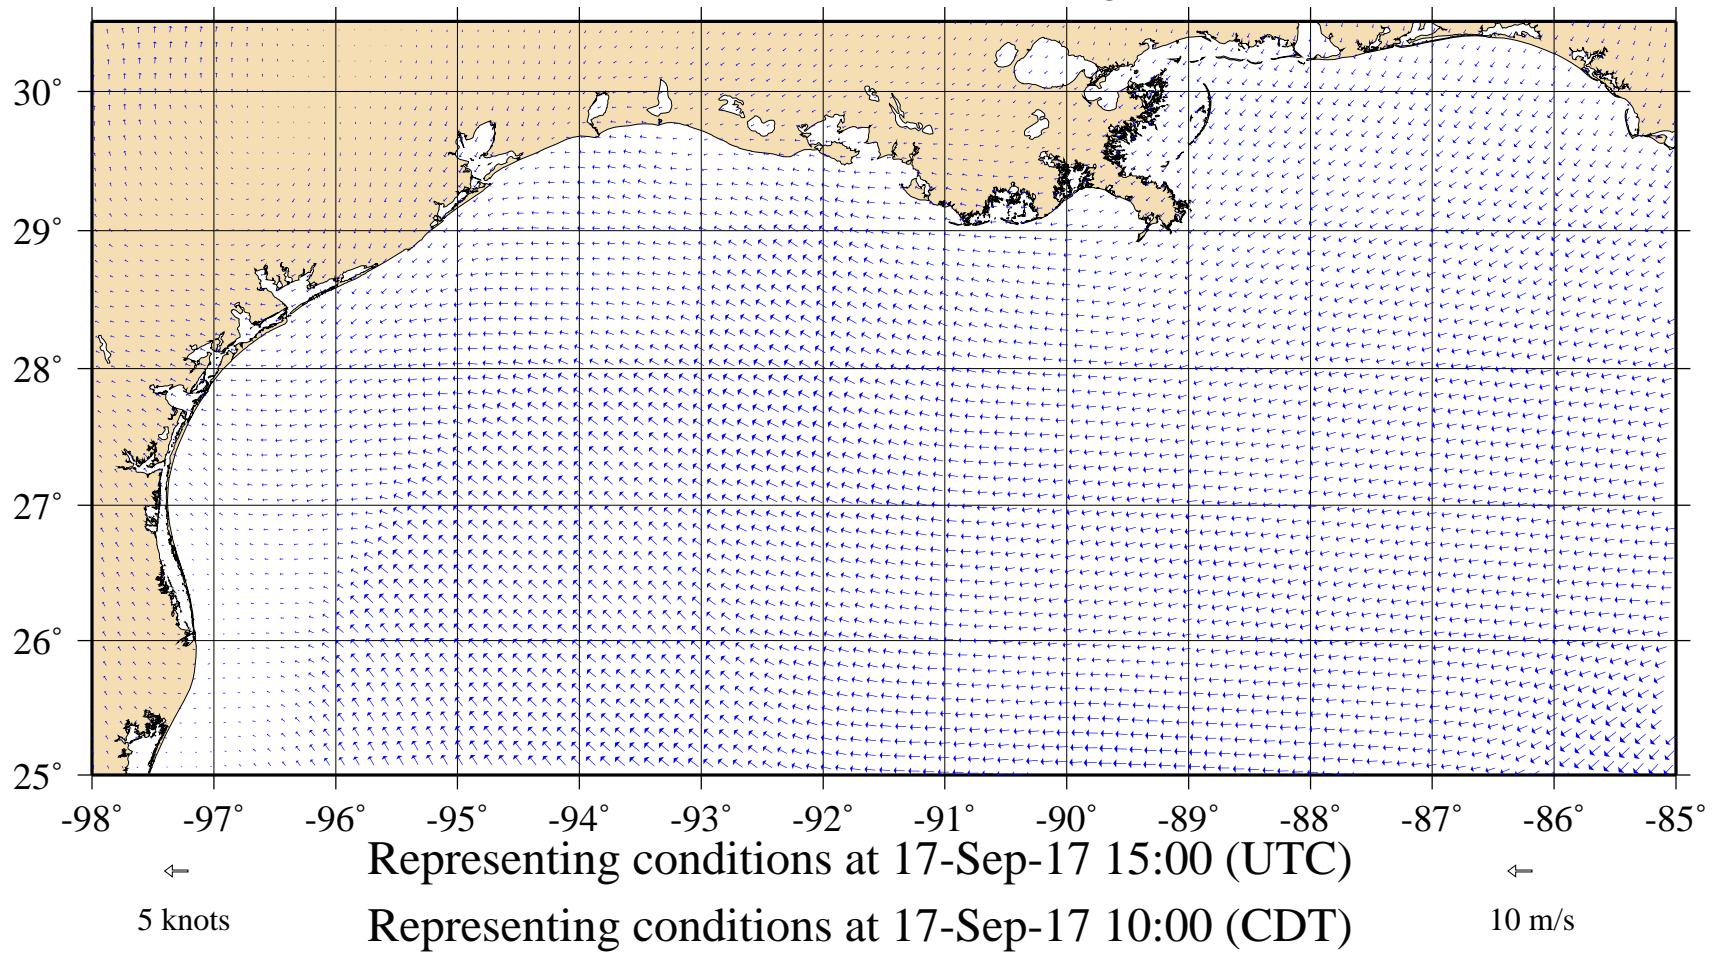 30°
29°
28°
27°
26°
25°
-98° -97° -96° -95° -94° -93° -92° -91° -90° -89° -88° -87° -86° -85°
Representing conditions at 17-Sep-17 15:00 (UTC)
5 knots Representing conditions at 17-Sep-17 10:00 (CDT) 10 m/s